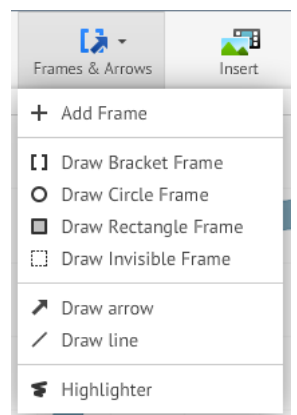 Frames & Arrows
Insert
Add Frame
Draw Bracket Frame
Draw Circle Frame
Draw Rectangle Frame
Draw Invisible Frame
Draw arrow
Draw line
Highlighter